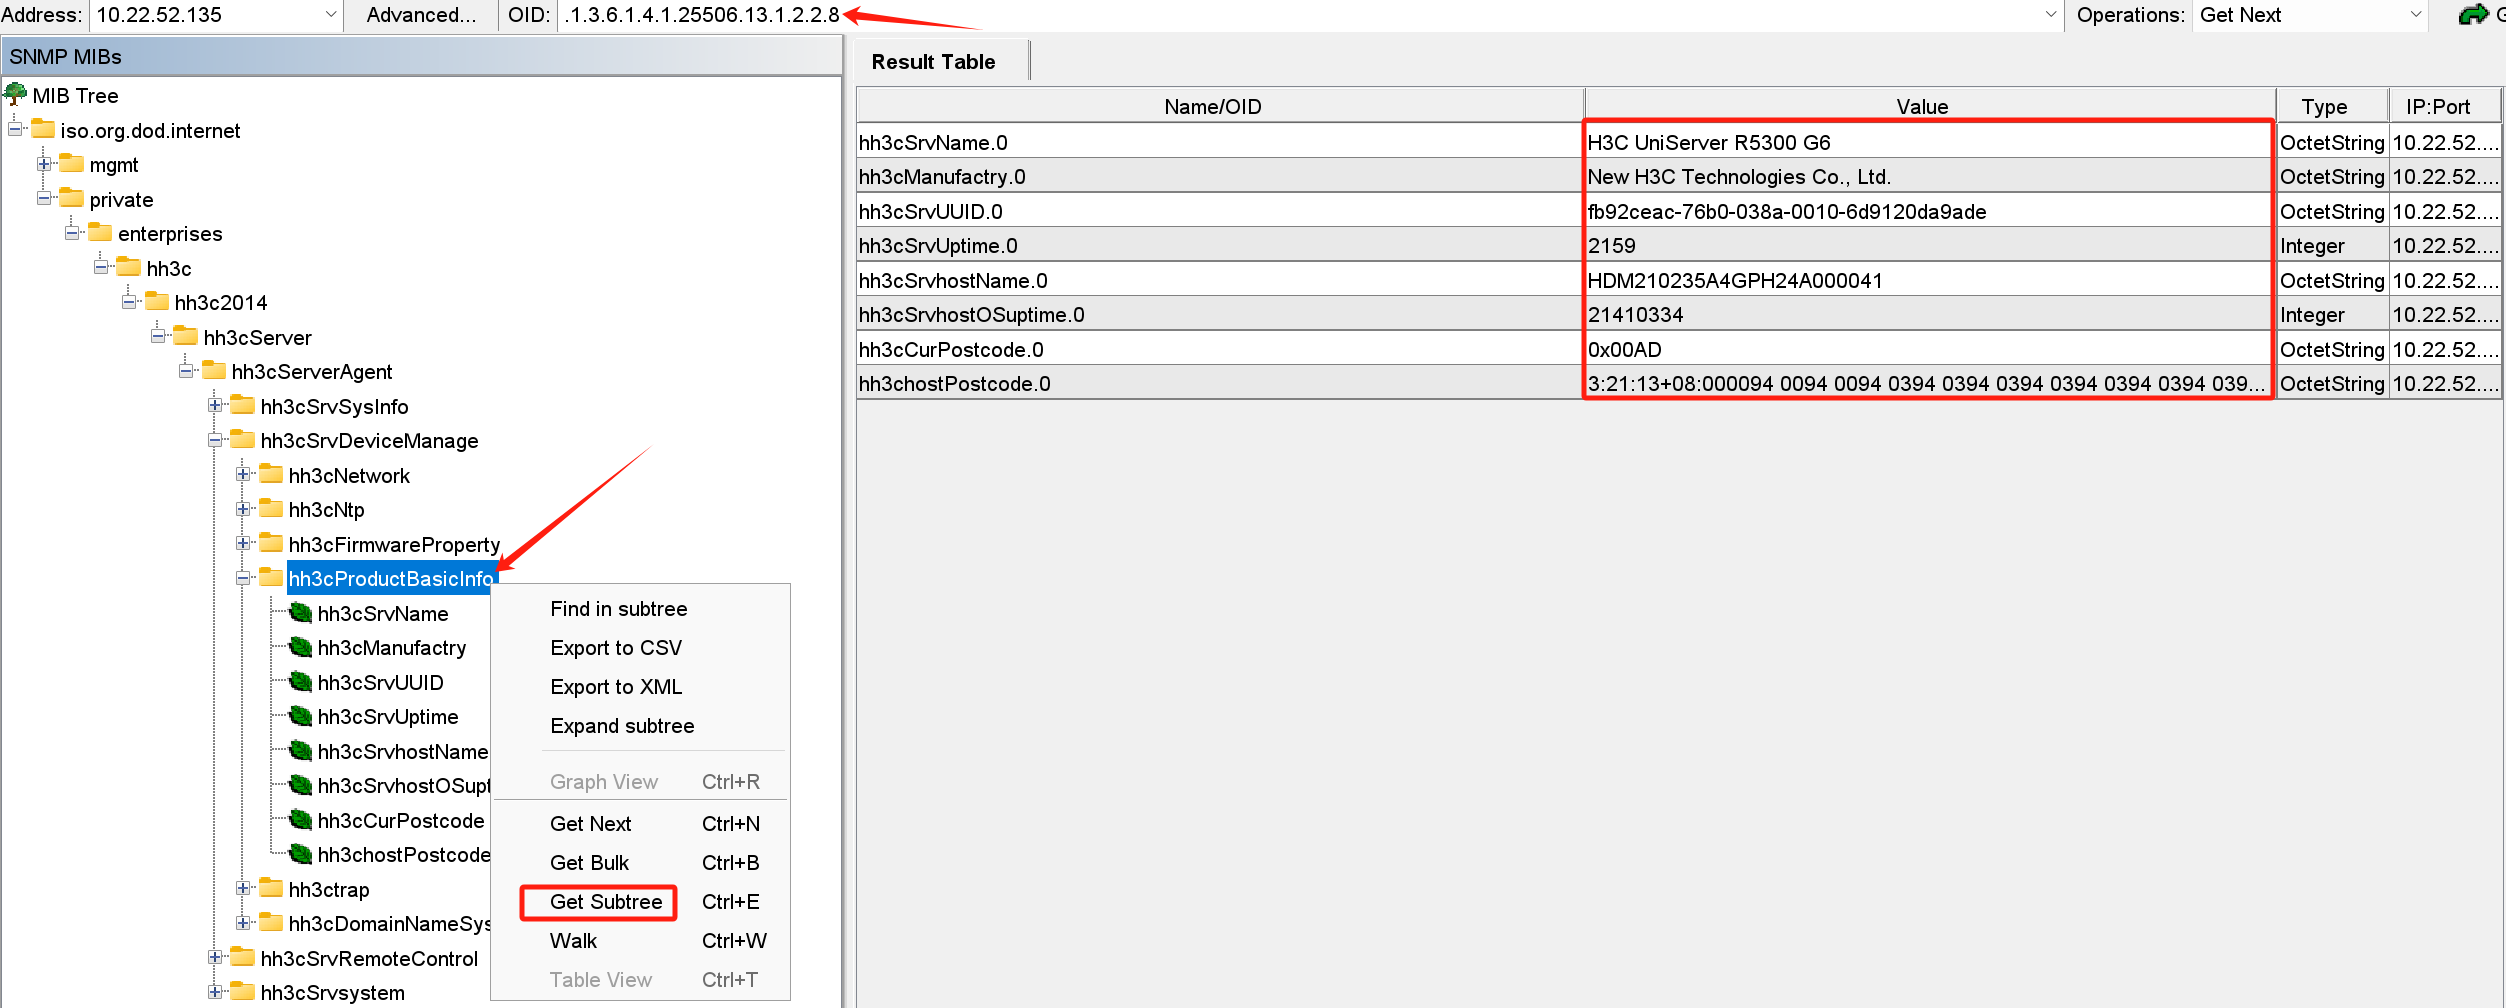 Address: 10.22.52.135 Advanced... OID: .1.3.6.1.4.1.25506.13.1.2.2.8 Operations: Get Next
SNMP MIBs
MIB Tree
iso.org.dod.internet
mgmt
private
enterprises
hh3c
hh3c2014
hh3cServer
hh3cServerAgent
hh3cSrvSysInfo
hh3cSrvDeviceManage
hh3cNetwork
hh3cNtp
hh3cFirmwareProperty
hh3cProductBasicInfo
hh3cSrvName
hh3cManufactry
hh3cSrvUUID
hh3cSrvUptime
hh3cSrvhostName
hh3cSrvhostOSupt
hh3cCurPostcode
hh3chostPostcode
hh3ctrap
hh3cDomainNameSys
hh3cSrvRemoteControl
hh3cSrvsystem
Find in subtree
Export to CSV
Export to XML
Expand subtree
Graph View Ctrl+R
Get Next Ctrl+N
Get Bulk Ctrl+B
Get Subtree Ctrl+E
Walk Ctrl+W
Table View Ctrl+T
Result Table
Name/OID Value Type IP:Port
hh3cSrvName.0 H3C UniServer R5300 G6 OctetString 10.22.52....
hh3cManufactry.0 New H3C Technologies Co., Ltd. OctetString 10.22.52....
hh3cSrvUUID.0 fb92ceac-76b0-038a-0010-6d9120da9ade OctetString 10.22.52....
hh3cSrvUptime.0 2159 Integer 10.22.52....
hh3cSrvhostName.0 HDM210235A4GPH24A000041 OctetString 10.22.52....
hh3cSrvhostOSuptime.0 21410334 Integer 10.22.52....
hh3cCurPostcode.0 0x00AD OctetString 10.22.52....
hh3chostPostcode.0 3:21:13+08:000094 0094 0094 0394 0394 0394 0394 0394 0394 039... OctetString 10.22.52....